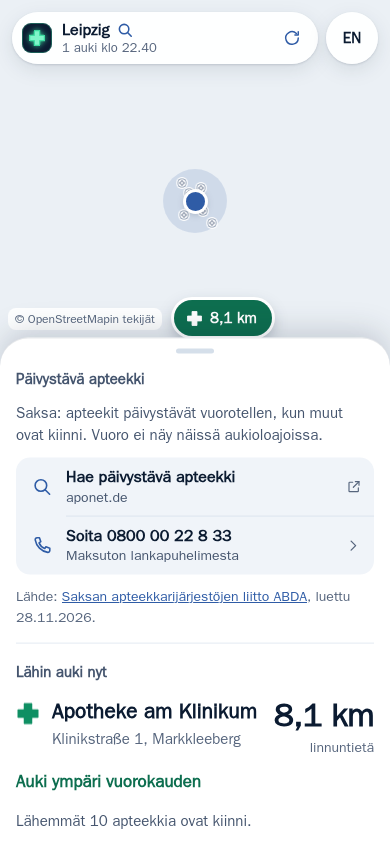 Leipzig
1 auki klo 22.40
EN
© OpenStreetMapin tekijät
8,1 km
Päivystävä apteekki
Saksa: apteekit päivystävät vuorotellen, kun muut
ovat kiinni. Vuoro ei näy näissä aukioloajoissa.
Hae päivystävä apteekki
aponet.de
Soita 0800 00 22 8 33
Maksuton lankapuhelimesta
Lähde: Saksan apteekkarijärjestöjen liitto ABDA, luettu
28.11.2026.
Lähin auki nyt
Apotheke am Klinikum
8,1 km
Klinikstraße 1, Markkleeberg
linnuntietä
Auki ympäri vuorokauden
Lähemmät 10 apteekkia ovat kiinni.